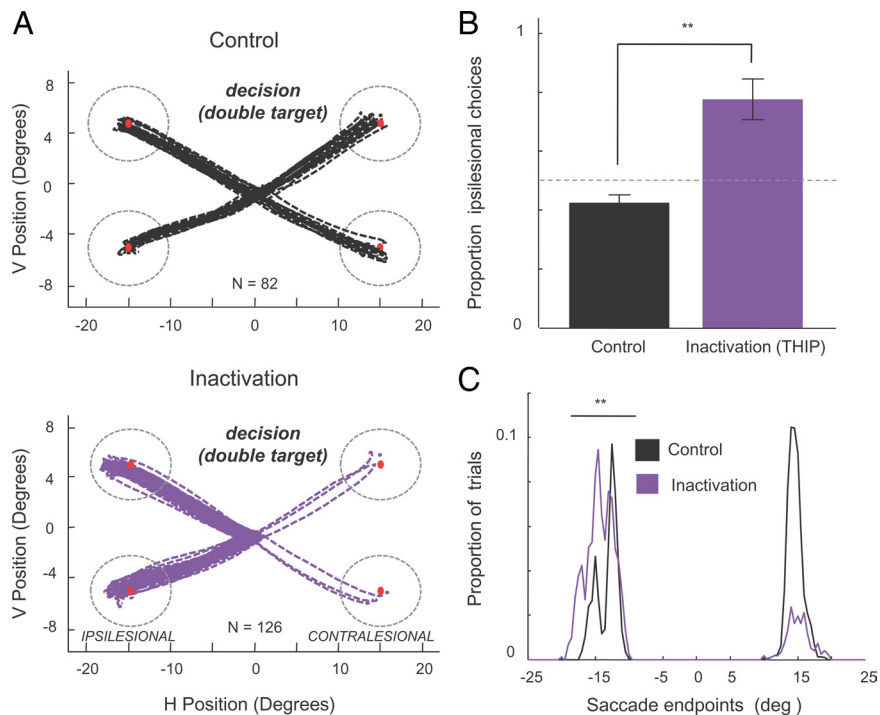 A
Control
V Position (Degrees)
8
4
0
-4
-8
decision
(double target)
N = 82
-20
-10
0
10
20
Inactivation
V Position (Degrees)
8
4
0
-4
-8
decision
(double target)
IPSILESIONAL
N = 126
CONTRALESIONAL
-20
-10
0
10
20
H Position (Degrees)
B
Proportion ipsilesional choices
1
0
**
Control
Inactivation (THIP)
C
Proportion of trials
0.1
0
**
Control
Inactivation
-25
-15
-5
5
15
25
Saccade endpoints (deg )